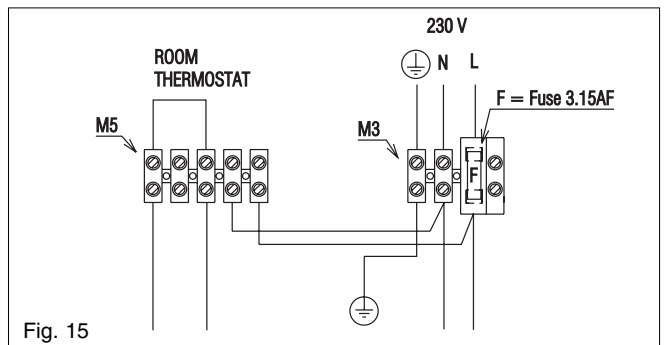 230 V
ROOM
THERMOSTAT
N L
F = Fuse 3.15AF
M5
M3
F
Fig. 15